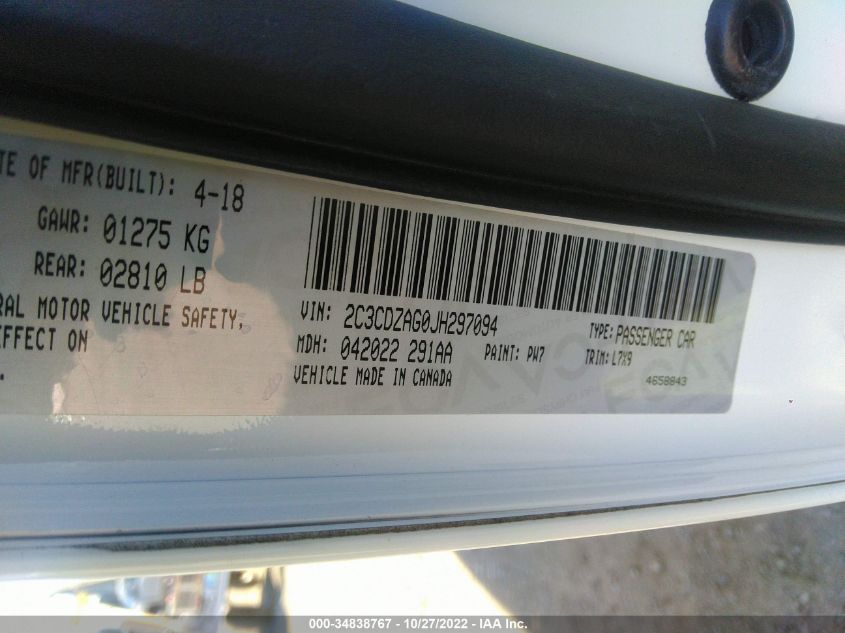 TE OF MFR(BUILT): 4-18
GAWR: 01275 KG
REAR: 02810 LB
RAL MOTOR VEHICLE SAFETY,
EFFECT ON
VIN: 2C3CDZAG0JH297094
TYPE: PASSENGER CAR
MDH: 042022 291AA
PAINT: PW7
TRIM: L7X9
VEHICLE MADE IN CANADA
4658843
000-34838767 - 10/27/2022 - IAA Inc.